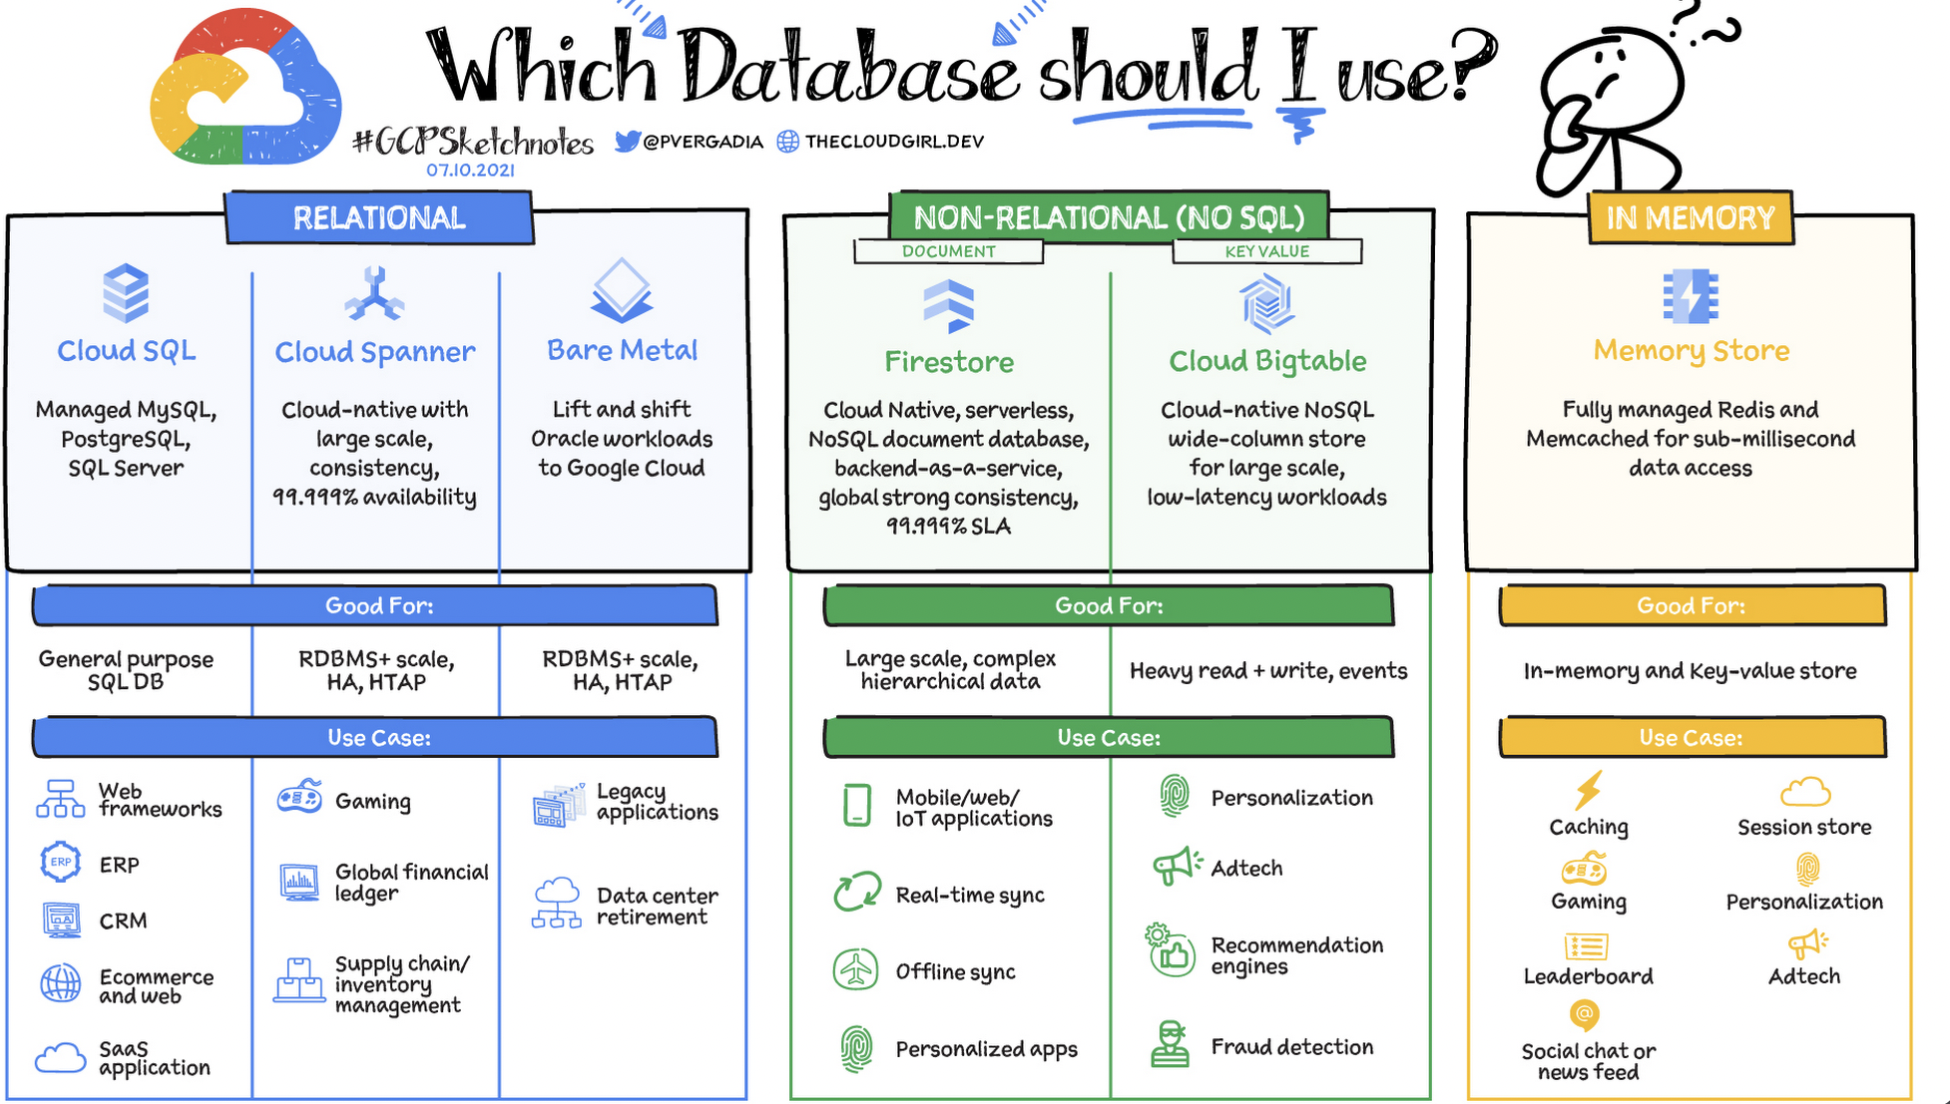 Which Database should I use?
#GCPSketchnotes @PVERGADIA THECLOUDGIRL.DEV
07.10.2021
RELATIONAL
Cloud SQL
Managed MySQL,
PostgreSQL,
SQL Server
Cloud Spanner
Cloud-native with
large scale,
consistency,
99.999% availability
Bare Metal
Lift and shift
Oracle workloads
to Google Cloud
Good For:
General purpose
SQL DB
RDBMS+ scale,
HA, HTAP
RDBMS+ scale,
HA, HTAP
Use Case:
Web
frameworks
ERP
ERP
CRM
Ecommerce
and web
SaaS
application
Gaming
Global financial
ledger
Supply chain/
inventory
management
Legacy
applications
Data center
retirement
NON-RELATIONAL (NO SQL)
DOCUMENT
Firestore
Cloud Native, serverless,
NoSQL document database,
backend-as-a-service,
global strong consistency,
99.999% SLA
KEY VALUE
Cloud Bigtable
Cloud-native NoSQL
wide-column store
for large scale,
low-latency workloads
Good For:
Large scale, complex
hierarchical data
Heavy read + write, events
Use Case:
Mobile/web/
IoT applications
Real-time sync
Offline sync
Personalized apps
Personalization
Adtech
Recommendation
engines
Fraud detection
IN MEMORY
Memory Store
Fully managed Redis and
Memcached for sub-millisecond
data access
Good For:
In-memory and Key-value store
Use Case:
Caching
Session store
Gaming
Personalization
Leaderboard
Adtech
@
Social chat or
news feed